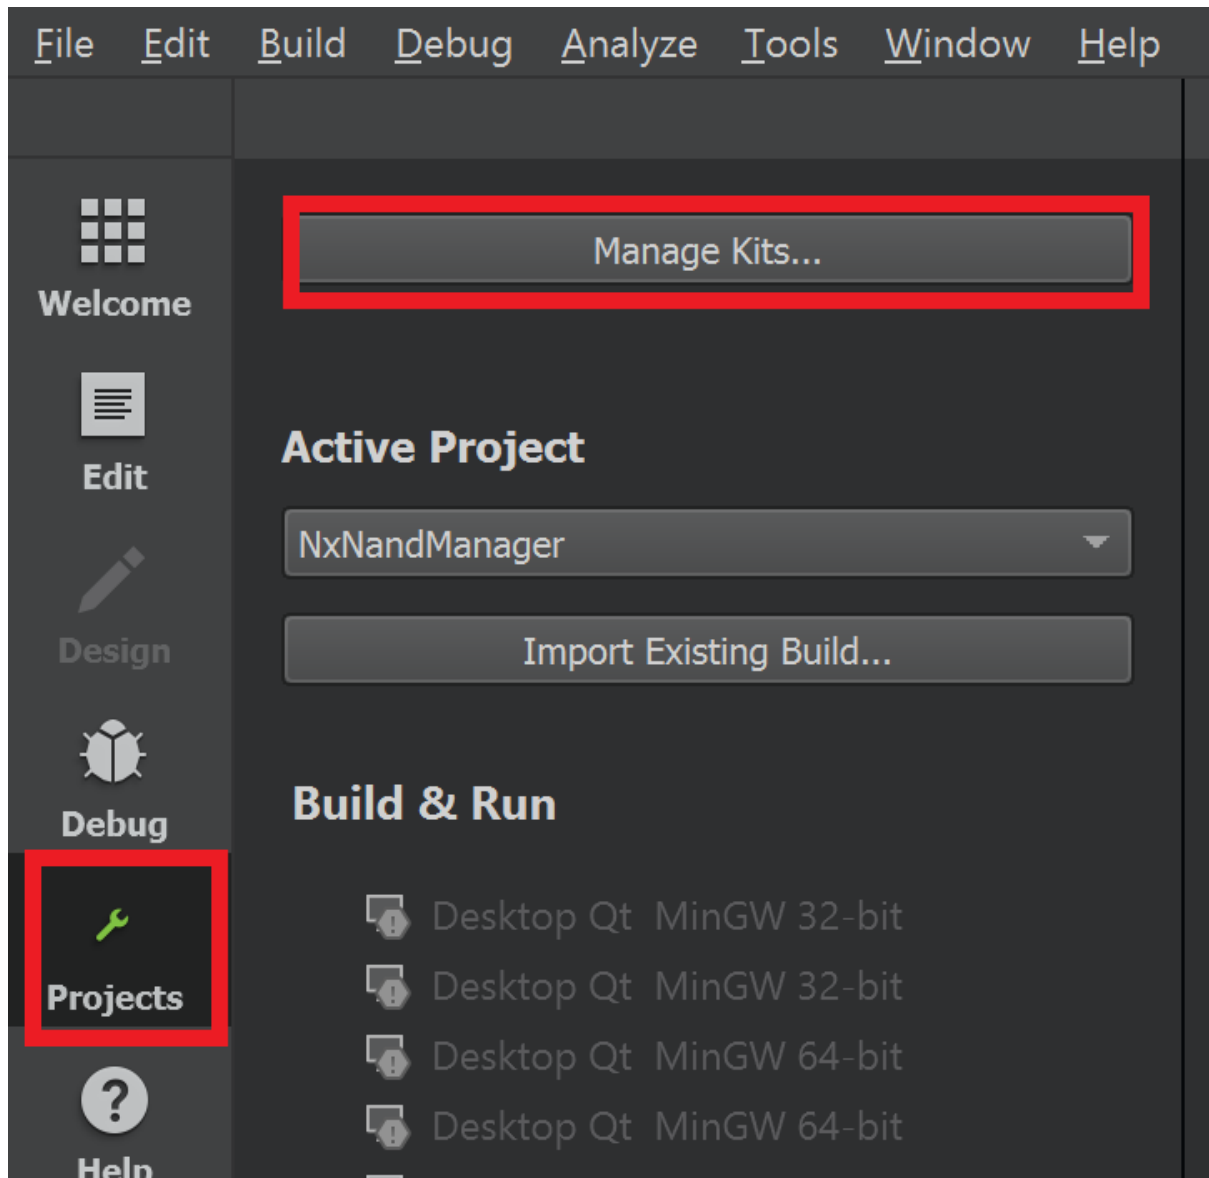 File Edit Build Debug Analyze Tools Window Help
Welcome
Edit
Design
Debug
Projects
Help
Manage Kits...
Active Project
NxNandManager
Import Existing Build...
Build & Run
Desktop Qt MinGW 32-bit
Desktop Qt MinGW 32-bit
Desktop Qt MinGW 64-bit
Desktop Qt MinGW 64-bit